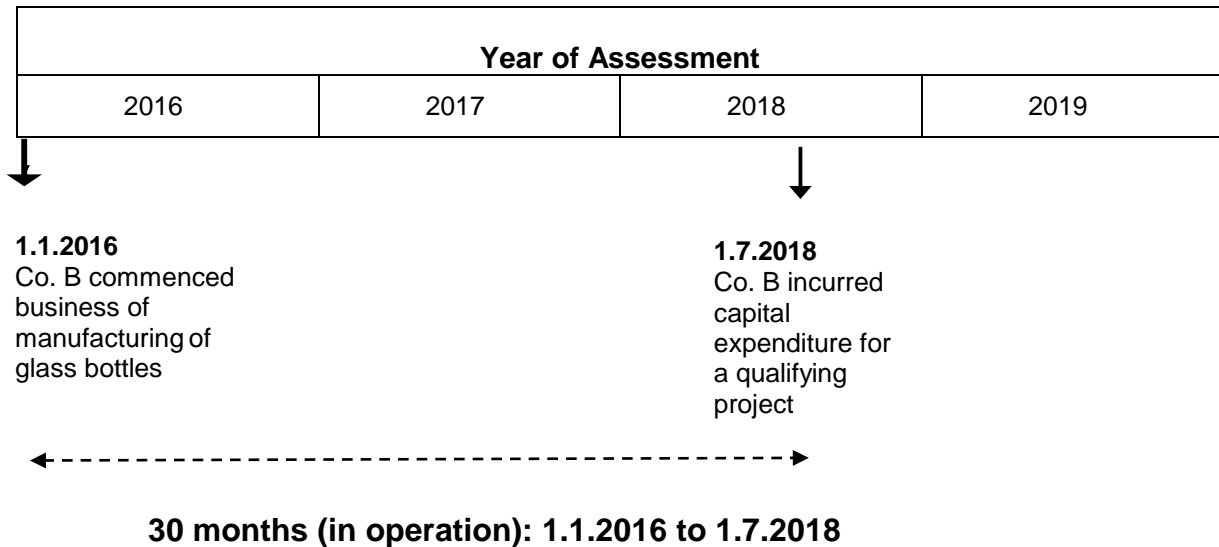 Year of Assessment
2016 2017 2018 2019
1.1.2016
Co. B commenced
business of
manufacturing of
glass bottles
1.7.2018
Co. B incurred
capital
expenditure for
a qualifying
project
30 months (in operation): 1.1.2016 to 1.7.2018